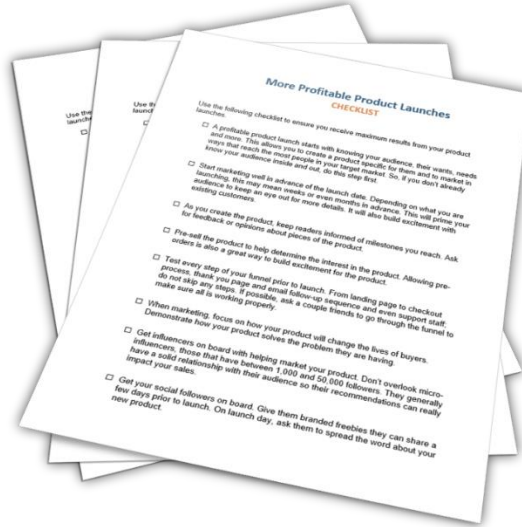 More Profitable Product Launches
CHECKLIST
Use the following checklist to ensure you receive maximum results from your product
launches.
☐ A profitable product launch starts with knowing your audience, their wants, needs
and more. This allows you to create a product specific for them and to market in
ways that reach the most people in your target market. So, if you don't already
know your audience inside and out, do this step first.
☐ Start marketing well in advance of the launch date. Depending on what you are
launching, this may mean weeks or even months in advance. This will prime your
audience to keep an eye out for more details. It will also build excitement with
existing customers.
☐ As you create the product, keep readers informed of milestones you reach. Ask
for feedback or opinions about pieces of the product.
☐ Pre-sell the product to help determine the interest in the product. Allowing pre-
orders is also a great way to build excitement for the product.
☐ Test every step of your funnel prior to launch. From landing page to checkout
process, thank you page and email follow-up sequence and even support staff;
do not skip any steps. If possible, ask a couple friends to go through the funnel to
make sure all is working properly.
☐ When marketing, focus on how your product will change the lives of buyers.
Demonstrate how your product solves the problem they are having.
☐ Get influencers on board with helping market your product. Don't overlook micro-
influencers, those that have between 1,000 and 50,000 followers. They generally
have a solid relationship with their audience so their recommendations can really
impact your sales.
☐ Get your social followers on board. Give them branded freebies they can share a
few days prior to launch. On launch day, ask them to spread the word about your
new product.
Use the
launch
Use the
launch